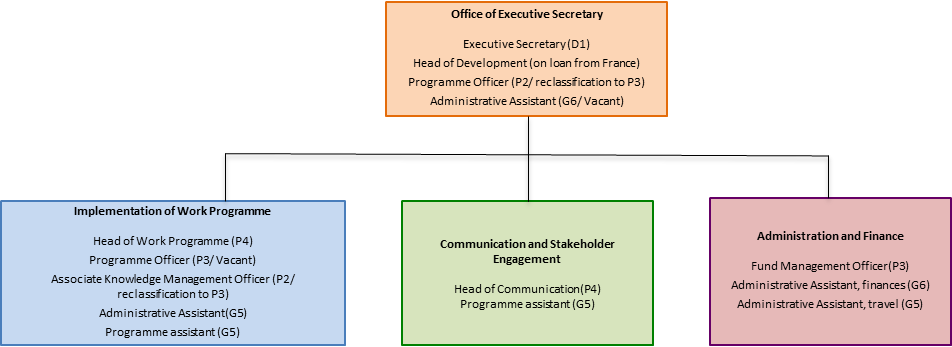 Office of Executive Secretary
Executive Secretary (D1)
Head of Development (on loan from France)
Programme Officer (P2/ reclassification to P3)
Administrative Assistant (G6/ Vacant)
Implementation of Work Programme
Head of Work Programme (P4)
Programme Officer (P3/ Vacant)
Associate Knowledge Management Officer (P2/
reclassification to P3)
Administrative Assistant(G5)
Programme assistant (G5)
Communication and Stakeholder
Engagement
Head of Communication(P4)
Programme assistant (G5)
Administration and Finance
Fund Management Officer(P3)
Administrative Assistant, finances (G6)
Administrative Assistant, travel (G5)